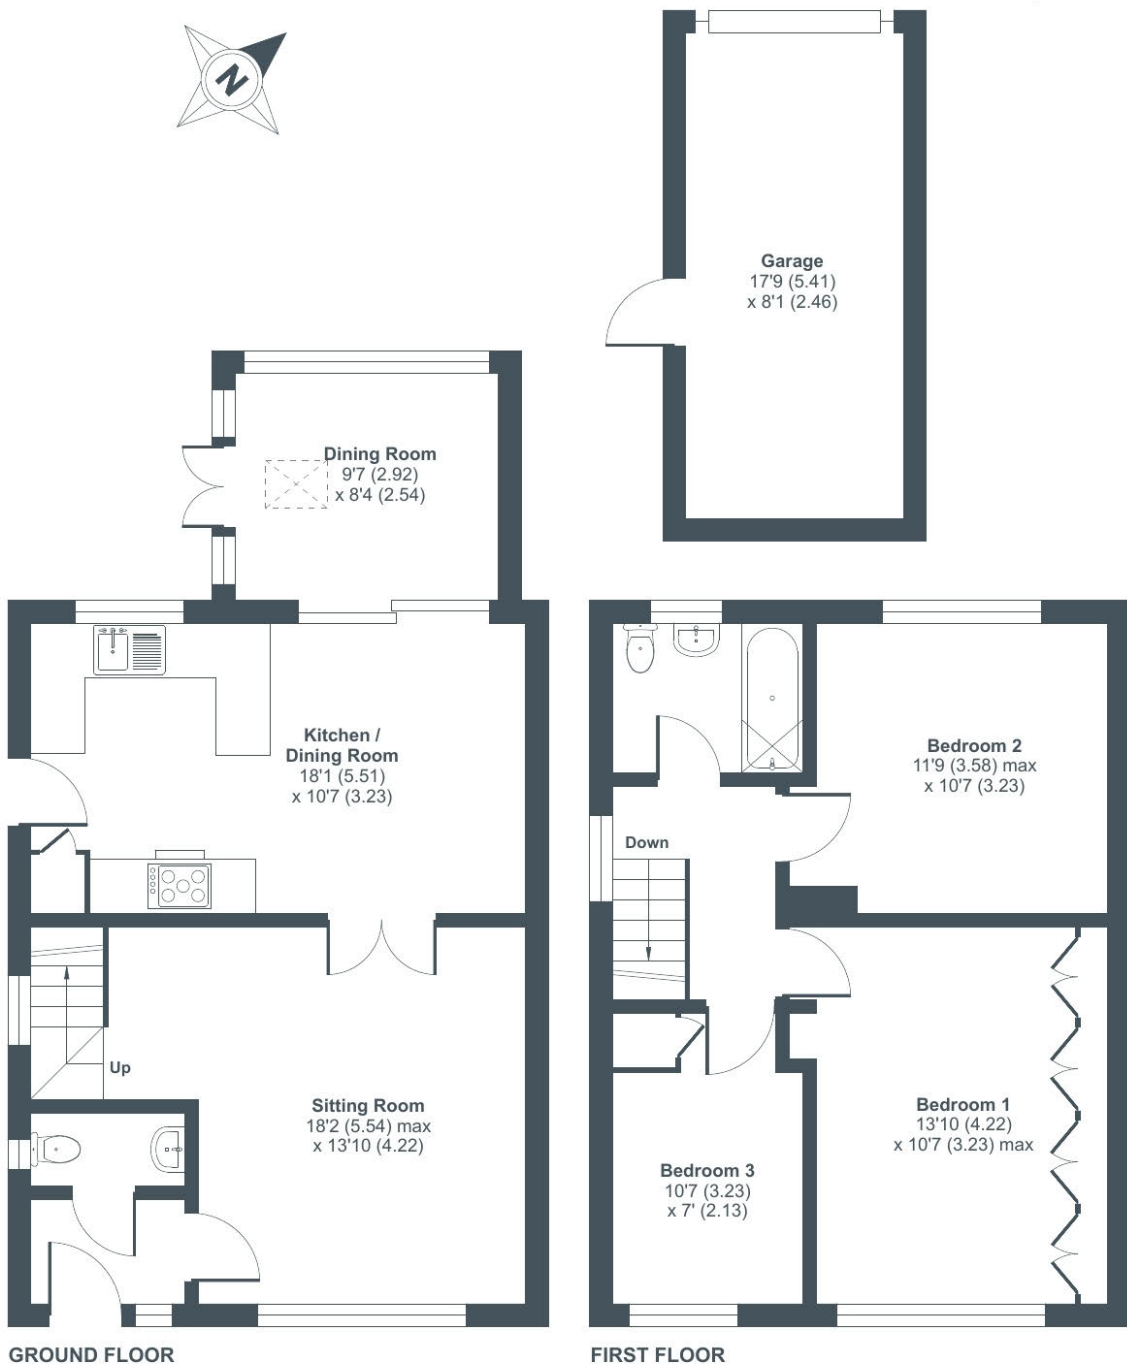 N
Garage
17'9 (5.41)
x 8'1 (2.46)
Dining Room
9'7 (2.92)
x 8'4 (2.54)
Kitchen /
Dining Room
18'1 (5.51)
x 10'7 (3.23)
Up
Sitting Room
18'2 (5.54) max
x 13'10 (4.22)
GROUND FLOOR
Bedroom 2
11'9 (3.58) max
x 10'7 (3.23)
Down
Bedroom 1
13'10 (4.22)
x 10'7 (3.23) max
Bedroom 3
10'7 (3.23)
x 7' (2.13)
FIRST FLOOR